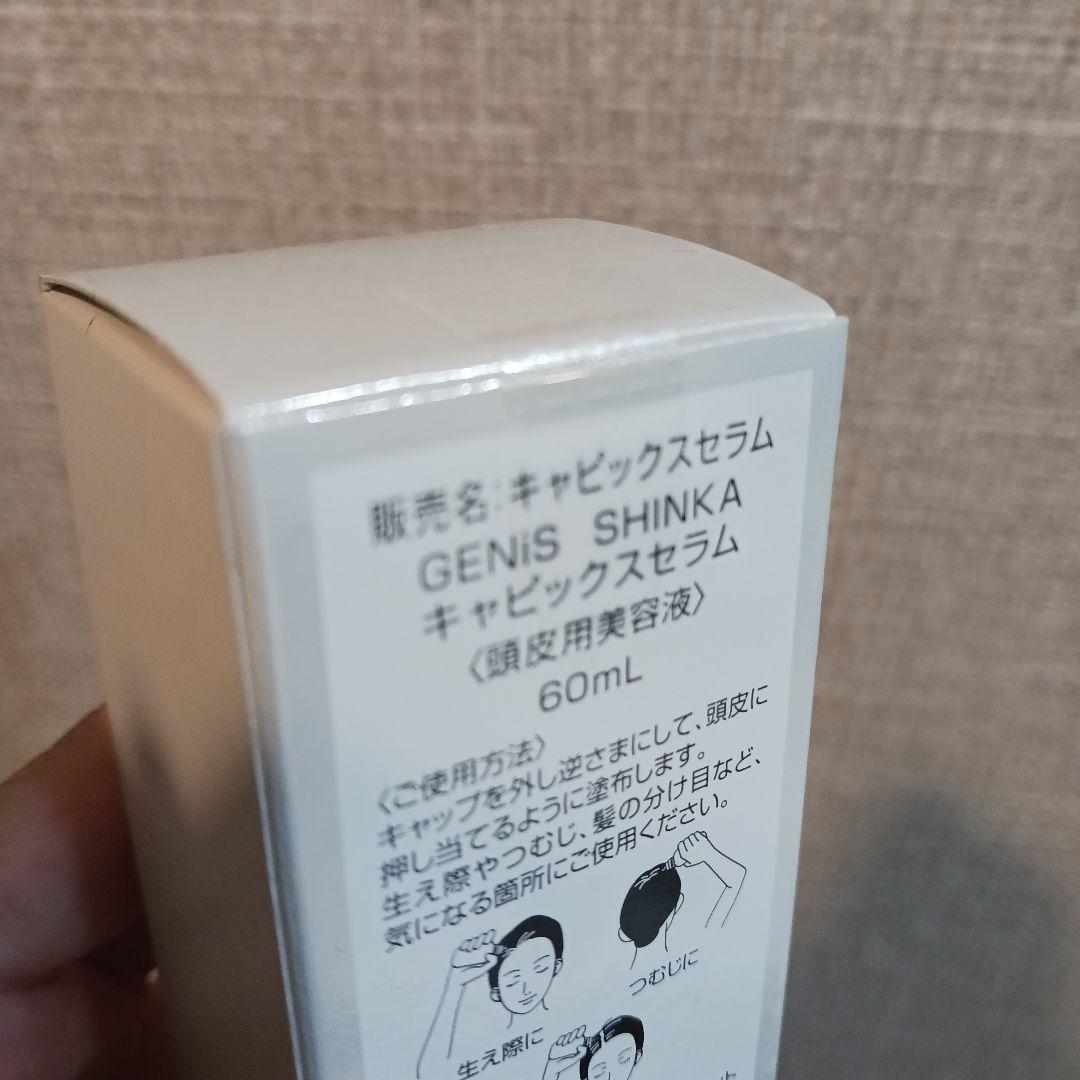 販売名:キャピックスセラム
GENiS SHINKA
キャピックスセラム
〈頭皮用美容液〉
60mL
〈ご使用方法〉
キャップを外し逆さまにして、頭皮に
押し当てるように塗布します。
生え際やつむじ、髪の分け目など、
気になる箇所にご使用ください。
つむじに
生え際に